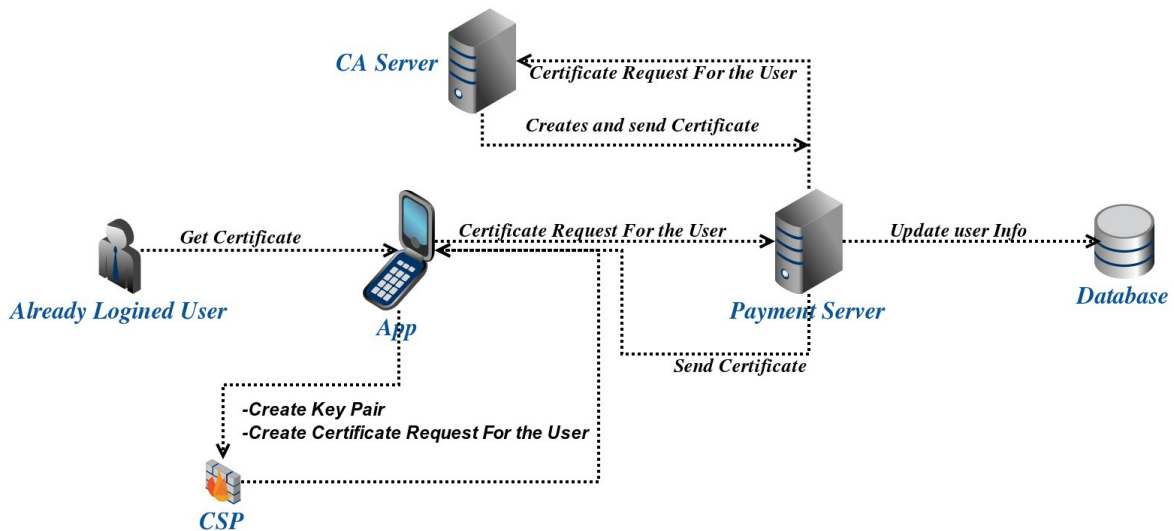 CA Server
Certificate Request For the User
Creates and send Certificate
Get Certificate
Certificate Request For the User
Update user Info
Already Logined User
App
Payment Server
Database
Send Certificate
-Create Key Pair
-Create Certificate Request For the User
CSP